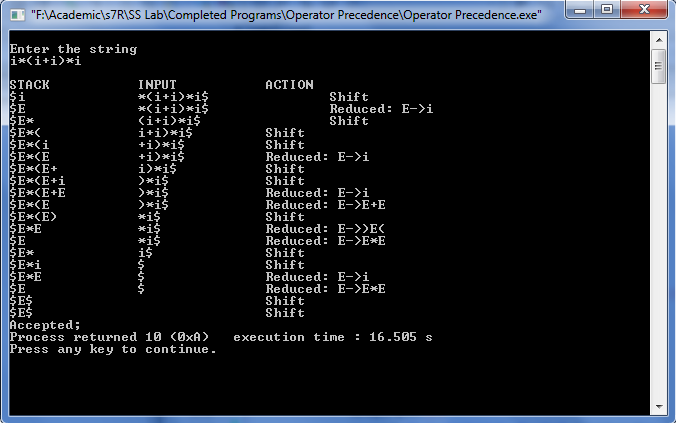 "F:\Academic\s7R\SS Lab\Completed Programs\Operator Precedence\Operator Precedence.exe"
Enter the string
i*(i+i)*i
STACK INPUT ACTION
$i *(i+i)*i$ Shift
$E *(i+i)*i$ Reduced: E->i
$E* (i+i)*i$ Shift
$E*( i+i)*i$ Shift
$E*(i +i)*i$ Shift
$E*(E +i)*i$ Reduced: E->i
$E*(E+ i)*i$ Shift
$E*(E+i )*i$ Shift
$E*(E+E )*i$ Reduced: E->i
$E*(E )*i$ Reduced: E->E+E
$E*(E) *i$ Shift
$E*E *i$ Reduced: E->)E(
$E *i$ Reduced: E->E*E
$E* i$ Shift
$E*i $ Shift
$E*E $ Reduced: E->i
$E $ Reduced: E->E*E
$E$ Shift
$E$ Shift
Accepted;
Process returned 10 (0xA) execution time : 16.505 s
Press any key to continue.